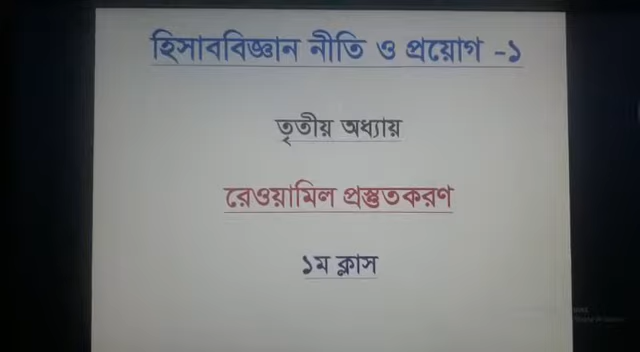 হিসাববিজ্ঞান নীতি ও প্রয়োগ -১
তৃতীয় অধ্যায়
রেওয়ামিল প্রস্তুতকরণ
১ম ক্লাস